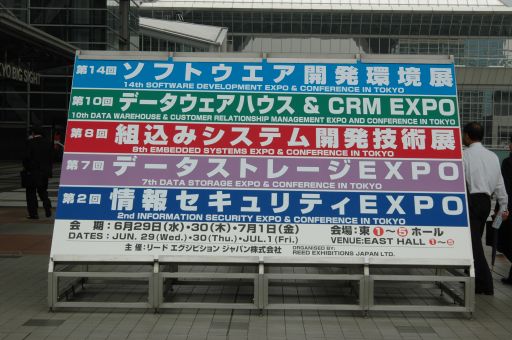 TOKYO BIG SIGHT
第14回 ソフトウエア開発環境展
14th SOFTWARE DEVELOPMENT EXPO & CONFERENCE IN TOKYO
第10回 データウェアハウス & CRM EXPO
10th DATA WAREHOUSE & CUSTOMER RELATIONSHIP MANAGEMENT EXPO AND CONFERENCE IN TOKYO
第8回 組込みシステム開発技術展
8th EMBEDDED SYSTEMS EXPO & CONFERENCE IN TOKYO
第7回 データストレージEXPO
7th DATA STORAGE EXPO & CONFERENCE IN TOKYO
第2回 情報セキュリティEXPO
2nd INFORMATION SECURITY EXPO & CONFERENCE IN TOKYO
会 期：6月29日(水)・30(木)・7月1日(金) 会場：東①～⑤ホール
DATES：JUN. 29(Wed.)・30(Thu.)・JUL.1(Fri.) VENUE:EAST HALL ①～⑤
主 催：リード エグジビション ジャパン株式会社 ORGANISED BY: REED EXHIBITIONS JAPAN LTD.